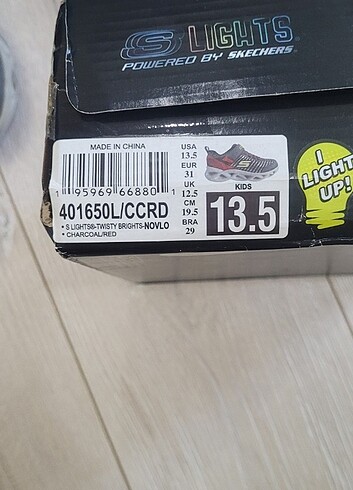 S LIGHTS
POWERED BY SKECHERS
MADE IN CHINA
1 95969 66880 1
401650L/CCRD
• S LIGHTS®-TWISTY BRIGHTS-NOVLO
• CHARCOAL/RED
USA
13.5
EUR
31
UK
12.5
CM
19.5
BRA
29
KIDS
13.5
I
LIGHT
UP!